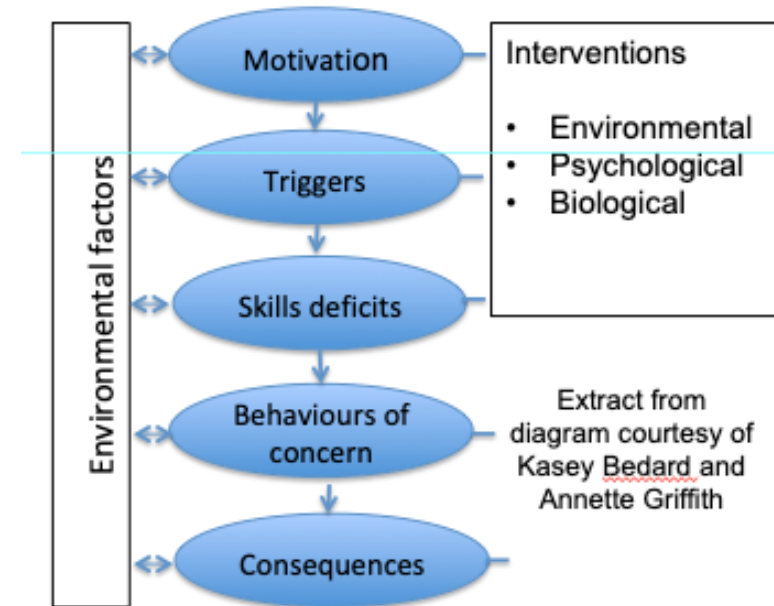 Environmental factors
Motivation
Triggers
Skills deficits
Behaviours of
concern
Consequences
Interventions
• Environmental
• Psychological
• Biological
Extract from
diagram courtesy of
Kasey Bedard and
Annette Griffith